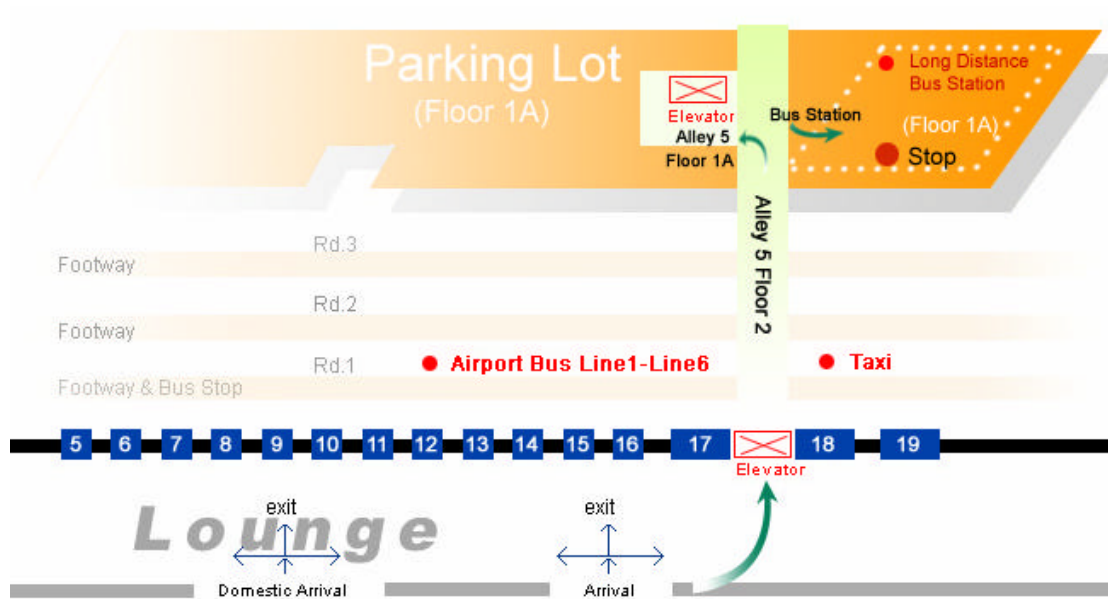 Parking Lot
(Floor 1A)
Long Distance
Bus Station
Elevator
Alley 5
Floor 1A
Bus Station
(Floor 1A)
Stop
Alley 5 Floor 2
Rd.3
Footway
Rd.2
Footway
Rd.1
Airport Bus Line1-Line6
Taxi
Footway & Bus Stop
5 6 7 8 9 10 11 12 13 14 15 16 17 18 19
Elevator
exit
exit
Lounge
Domestic Arrival
Arrival